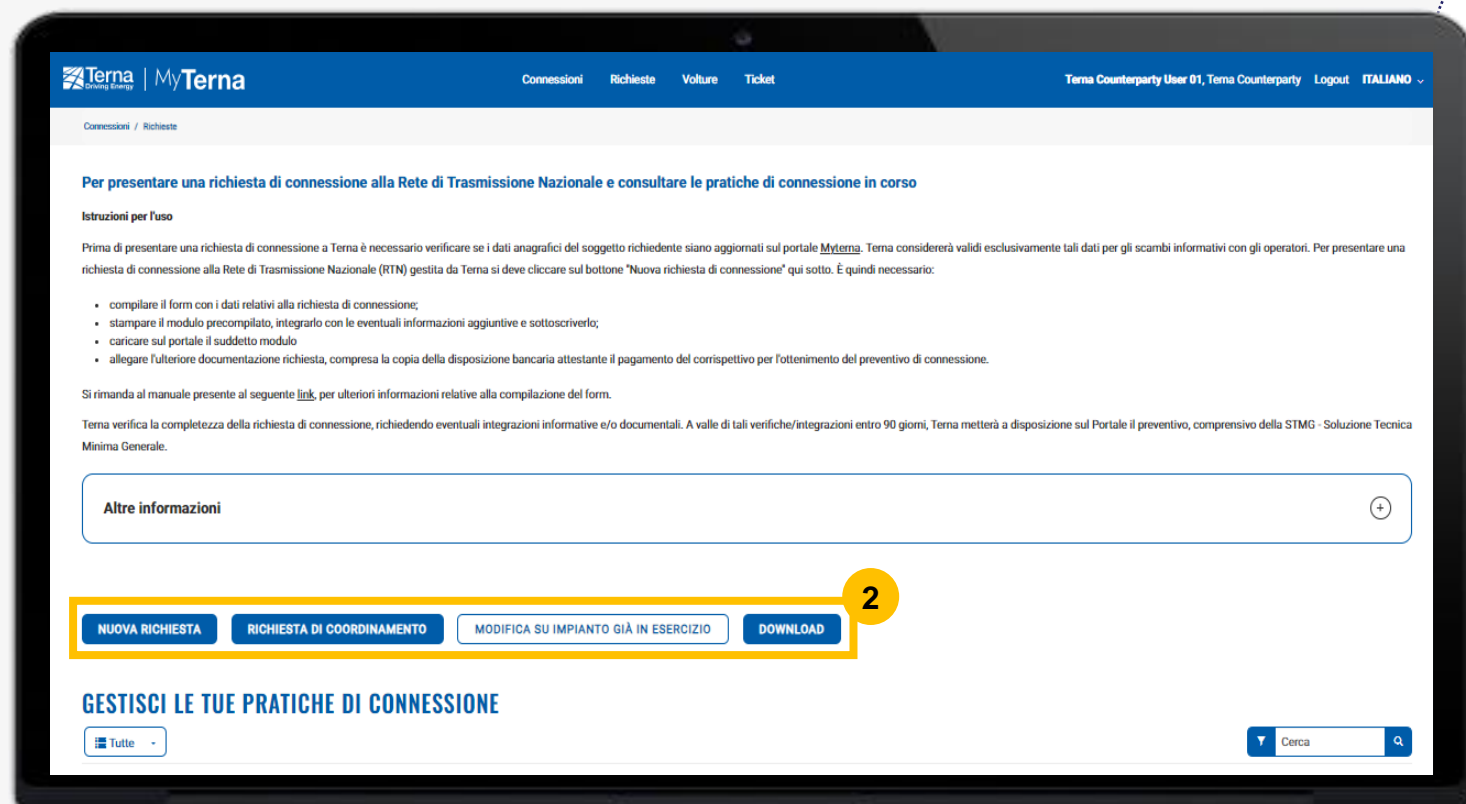 Terna | MyTerna
Driving Energy
Connessioni Richieste Volture Ticket
Terna Counterparty User 01, Terna Counterparty Logout ITALIANO
Connessioni / Richieste
Per presentare una richiesta di connessione alla Rete di Trasmissione Nazionale e consultare le pratiche di connessione in corso
Istruzioni per l'uso
Prima di presentare una richiesta di connessione a Terna è necessario verificare se i dati anagrafici del soggetto richiedente siano aggiornati sul portale Myterna. Terna considererà validi esclusivamente tali dati per gli scambi informativi con gli operatori. Per presentare una
richiesta di connessione alla Rete di Trasmissione Nazionale (RTN) gestita da Terna si deve cliccare sul bottone "Nuova richiesta di connessione" qui sotto. È quindi necessario:
• compilare il form con i dati relativi alla richiesta di connessione;
• stampare il modulo precompilato, integrarlo con le eventuali informazioni aggiuntive e sottoscriverlo;
• caricare sul portale il suddetto modulo
• allegare l'ulteriore documentazione richiesta, compresa la copia della disposizione bancaria attestante il pagamento del corrispettivo per l'ottenimento del preventivo di connessione.
Si rimanda al manuale presente al seguente link, per ulteriori informazioni relative alla compilazione del form.
Terna verifica la completezza della richiesta di connessione, richiedendo eventuali integrazioni informative e/o documentali. A valle di tali verifiche/integrazioni entro 90 giorni, Terna metterà a disposizione sul Portale il preventivo, comprensivo della STMG - Soluzione Tecnica
Minima Generale.
Altre informazioni
2
NUOVA RICHIESTA RICHIESTA DI COORDINAMENTO MODIFICA SU IMPIANTO GIÀ IN ESERCIZIO DOWNLOAD
GESTISCI LE TUE PRATICHE DI CONNESSIONE
Tutte
Cerca